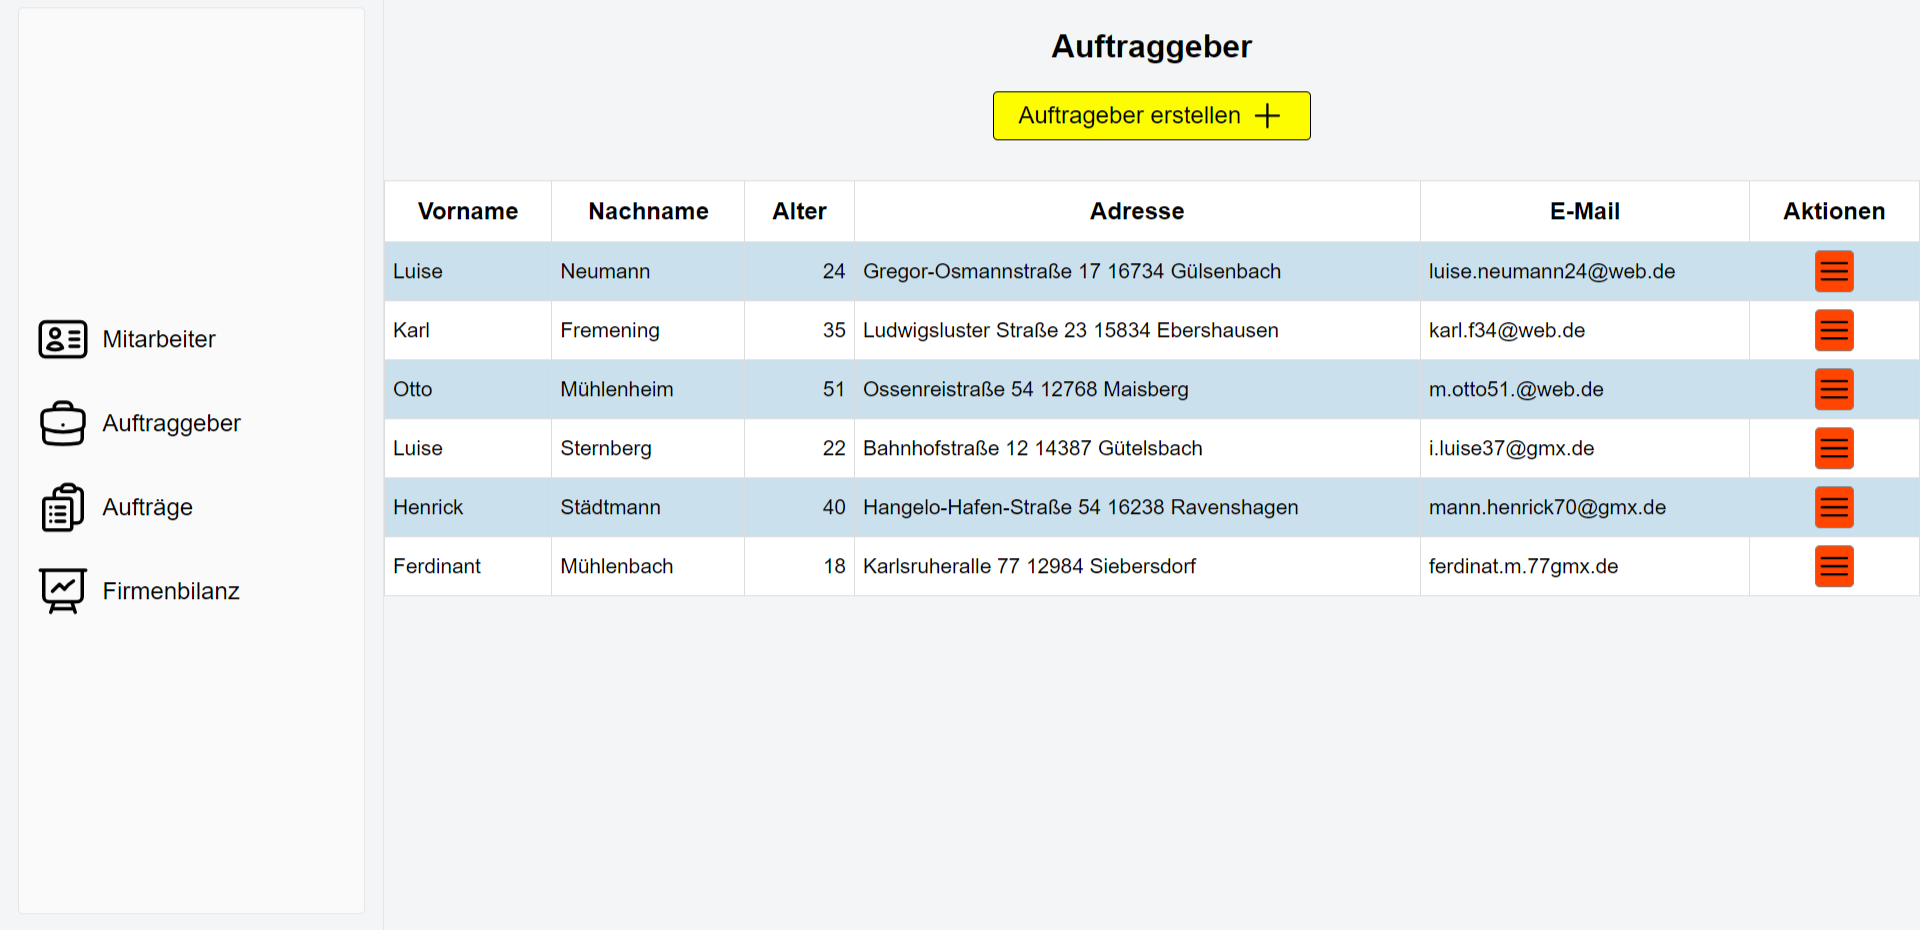 Mitarbeiter
Auftraggeber
Aufträge
Firmenbilanz
Auftraggeber
Auftrageber erstellen
Vorname Nachname Alter Adresse E-Mail Aktionen
Luise Neumann 24 Gregor-Osmannstraße 17 16734 Gülsenbach luise.neumann24@web.de
Karl Fremening 35 Ludwigsluster Straße 23 15834 Ebershausen karl.f34@web.de
Otto Mühlenheim 51 Ossenreistraße 54 12768 Maisberg m.otto51.@web.de
Luise Sternberg 22 Bahnhofstraße 12 14387 Gütelsbach i.luise37@gmx.de
Henrick Städtmann 40 Hangelo-Hafen-Straße 54 16238 Ravenshagen mann.henrick70@gmx.de
Ferdinant Mühlenbach 18 Karlsruheralle 77 12984 Siebersdorf ferdinat.m.77gmx.de